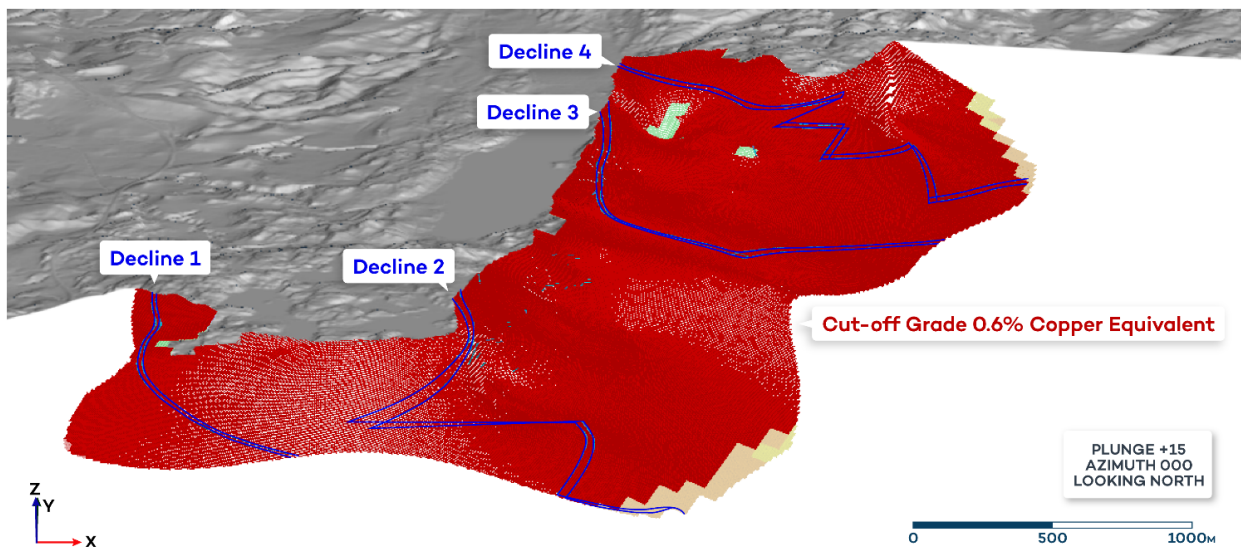 Decline 4
Decline 3
Decline 1
Decline 2
Cut-off Grade 0.6% Copper Equivalent
PLUNGE +15
AZIMUTH 000
LOOKING NORTH
Z
Y
X
0 500 1000M